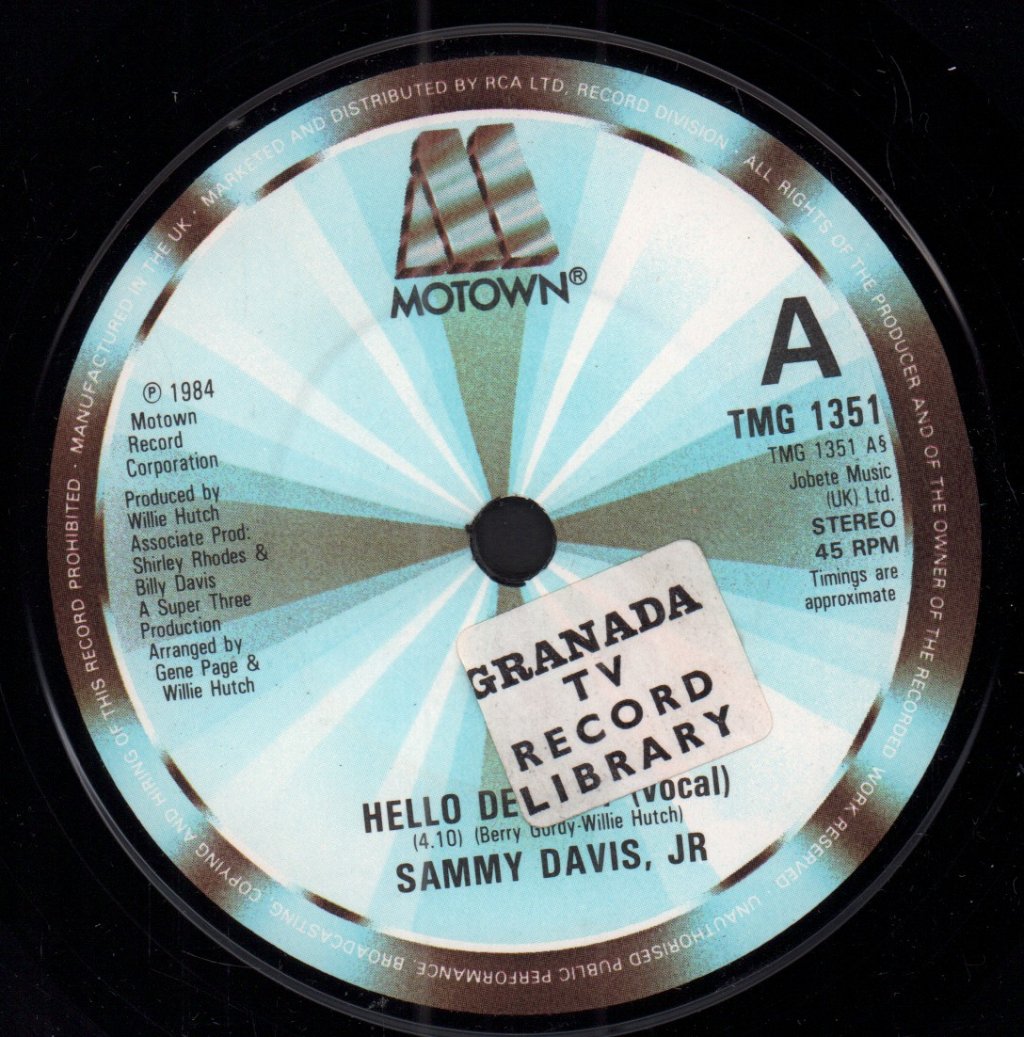 MANUFACTURED IN THE UK · MARKETED AND DISTRIBUTED BY RCA LTD, RECORD DIVISION · ALL RIGHTS OF THE PRODUCER AND OF THE OWNER OF THE RECORDED WORK RESERVED · UNAUTHORISED PUBLIC PERFORMANCE, BROADCASTING, COPYING AND HIRING OF THIS RECORD PROHIBITED ·
MOTOWN®
A
TMG 1351
TMG 1351 A§
Jobete Music
(UK) Ltd.
STEREO
45 RPM
Timings are
approximate
℗ 1984
Motown
Record
Corporation
Produced by
Willie Hutch
Associate Prod:
Shirley Rhodes &
Billy Davis
A Super Three
Production
Arranged by
Gene Page &
Willie Hutch
GRANADA
TV
RECORD
LIBRARY
HELLO (Vocal)
(4.10) (Berry Gordy-Willie Hutch)
SAMMY DAVIS, JR